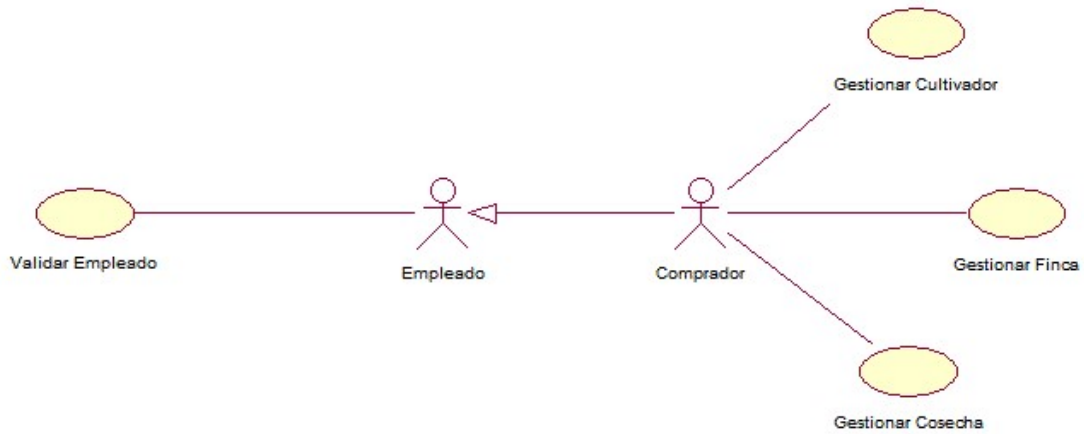 Gestionar Cultivador
Validar Empleado
Empleado
Comprador
Gestionar Finca
Gestionar Cosecha